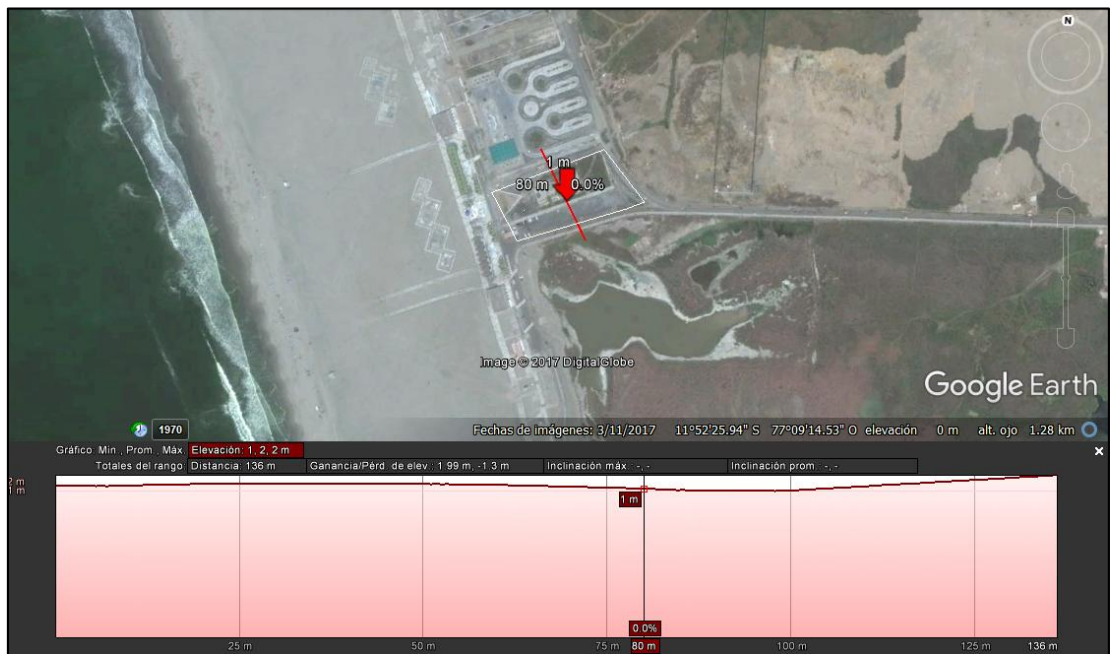 N
1 m
80 m 0.0%
Image © 2017 DigitalGlobe
Google Earth
1970
Fechas de imágenes: 3/11/2017 11°52'25.94" S 77°09'14.53" O elevación 0 m alt. ojo 1.28 km
Gráfico: Mín., Prom., Máx. Elevación: 1, 2, 2 m
Totales del rango: Distancia: 136 m Ganancia/Pérd. de elev.: 1.99 m, -1.3 m Inclinación máx.: -,- Inclinación prom.: -,-
2 m
1 m
1 m
0.0%
25 m 50 m 75 m 80 m 100 m 125 m 136 m